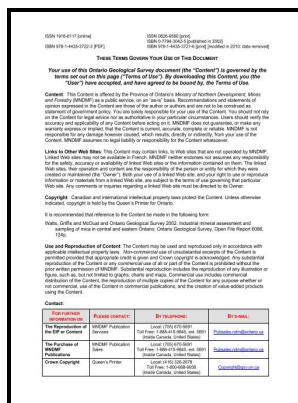 ISSN 1916-6117 [online] ISSN 0826-9580 [print]
ISBN 0-7794-3042-5 [published in 2002]
ISBN 978-1-4435-3722-3 [PDF] ISBN 978-1-4435-3721-6 [print] [modified in 2010: data removed]
THESE TERMS GOVERN YOUR USE OF THIS DOCUMENT
Your use of this Ontario Geological Survey document (the "Content") is governed by the
terms set out on this page ("Terms of Use"). By downloading this Content, you (the
"User") have accepted, and have agreed to be bound by, the Terms of Use.
Content: This Content is offered by the Province of Ontario's Ministry of Northern Development, Mines
and Forestry (MNDMF) as a public service, on an "as-is" basis. Recommendations and statements of
opinion expressed in the Content are those of the author or authors and are not to be construed as
statement of government policy. You are solely responsible for your use of the Content. You should not rely
on the Content for legal advice nor as authoritative in your particular circumstances. Users should verify the
accuracy and applicability of any Content before acting on it. MNDMF does not guarantee, or make any
warranty express or implied, that the Content is current, accurate, complete or reliable. MNDMF is not
responsible for any damage however caused, which results, directly or indirectly, from your use of the
Content. MNDMF assumes no legal liability or responsibility for the Content whatsoever.
Links to Other Web Sites: This Content may contain links, to Web sites that are not operated by MNDMF.
Linked Web sites may not be available in French. MNDMF neither endorses nor assumes any responsibility
for the safety, accuracy or availability of linked Web sites or the information contained on them. The linked
Web sites, their operation and content are the responsibility of the person or entity for which they were
created or maintained (the "Owner"). Both your use of a linked Web site, and your right to use or reproduce
information or materials from a linked Web site, are subject to the terms of use governing that particular
Web site. Any comments or inquiries regarding a linked Web site must be directed to its Owner.
Copyright: Canadian and international intellectual property laws protect the Content. Unless otherwise
indicated, copyright is held by the Queen's Printer for Ontario.
It is recommended that reference to the Content be made in the following form:
Watts, Griffis and McOuat and Ontario Geological Survey 2002. Industrial mineral assessment and
sampling of mica in central and eastern Ontario; Ontario Geological Survey, Open File Report 6086,
124p.
Use and Reproduction of Content: The Content may be used and reproduced only in accordance with
applicable intellectual property laws. Non-commercial use of unsubstantial excerpts of the Content is
permitted provided that appropriate credit is given and Crown copyright is acknowledged. Any substantial
reproduction of the Content or any commercial use of all or part of the Content is prohibited without the
prior written permission of MNDMF. Substantial reproduction includes the reproduction of any illustration or
figure, such as, but not limited to graphs, charts and maps. Commercial use includes commercial
distribution of the Content, the reproduction of multiple copies of the Content for any purpose whether or
not commercial, use of the Content in commercial publications, and the creation of value-added products
using the Content.
Contact:
FOR FURTHER INFORMATION ON PLEASE CONTACT: BY TELEPHONE: BY E-MAIL:
The Reproduction of the EIP or Content MNDMF Publication Services Local: (705) 670-5691 Toll Free: 1-888-415-9845, ext. 5691 (inside Canada, United States) Pubsales.ndm@ontario.ca
The Purchase of MNDMF Publications MNDMF Publication Sales Local: (705) 670-5691 Toll Free: 1-888-415-9845, ext. 5691 (inside Canada, United States) Pubsales.ndm@ontario.ca
Crown Copyright Queen's Printer Local: (416) 326-2678 Toll Free: 1-800-668-9938 (inside Canada, United States) Copyright@gov.on.ca